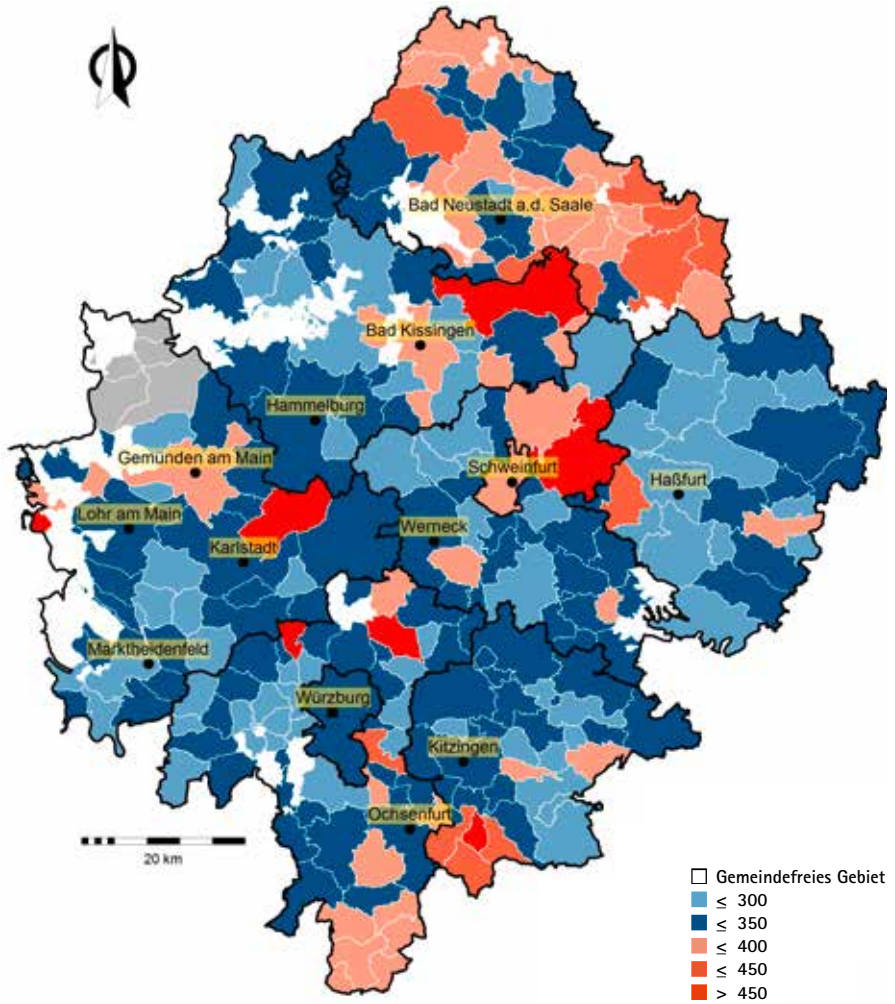 Bad Neustadt a.d. Saale
Bad Kissingen
Hammelburg
Gemünden am Main
Schweinfurt
Haßfurt
Lohr am Main
Werneck
Karlstadt
Marktheidenfeld
Würzburg
Kitzingen
Ochsenfurt
20 km
Gemeindefreies Gebiet
≤ 300
≤ 350
≤ 400
≤ 450
> 450